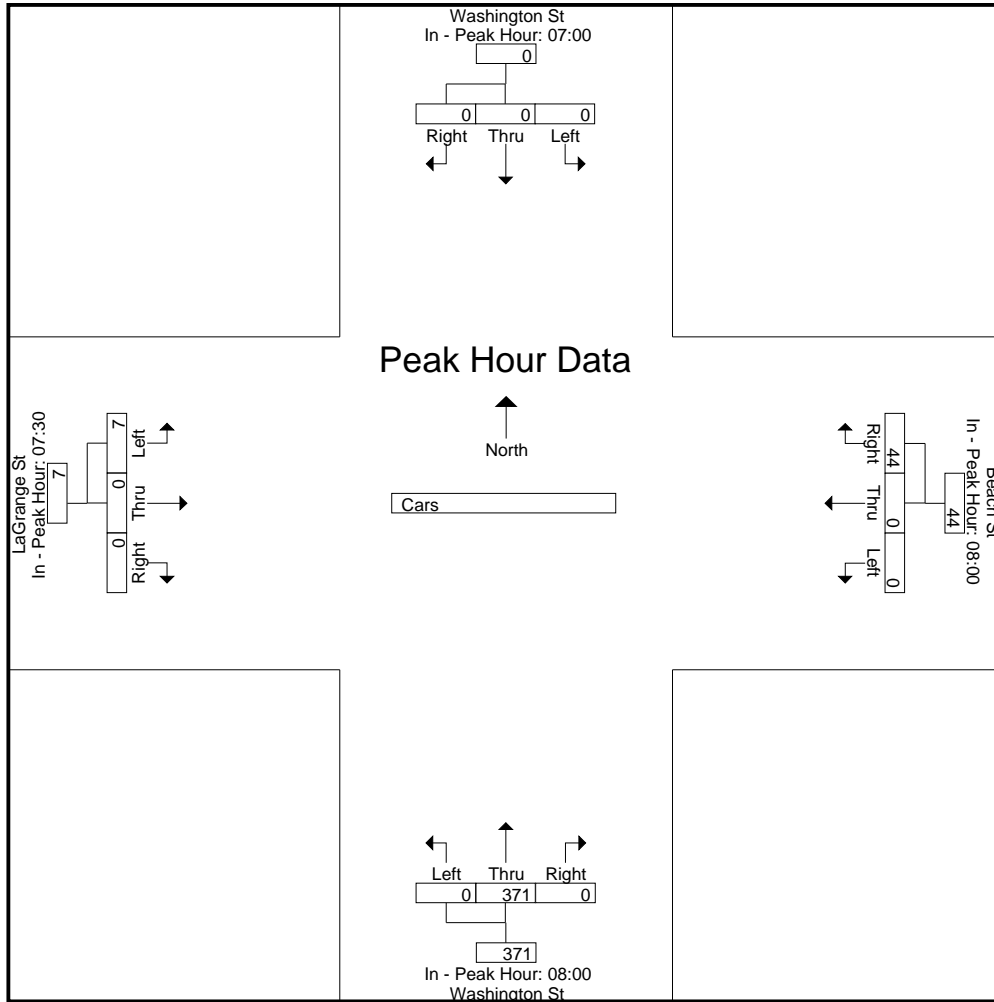 Washington St
In - Peak Hour: 07:00
0
0 0 0
Right Thru Left
Peak Hour Data
North
Cars
LaGrange St
In - Peak Hour: 07:30
7
7 0 0
Left Thru Right
Beach St
In - Peak Hour: 08:00
44
44 0 0
Right Thru Left
Left Thru Right
0 371 0
371
In - Peak Hour: 08:00
Washington St